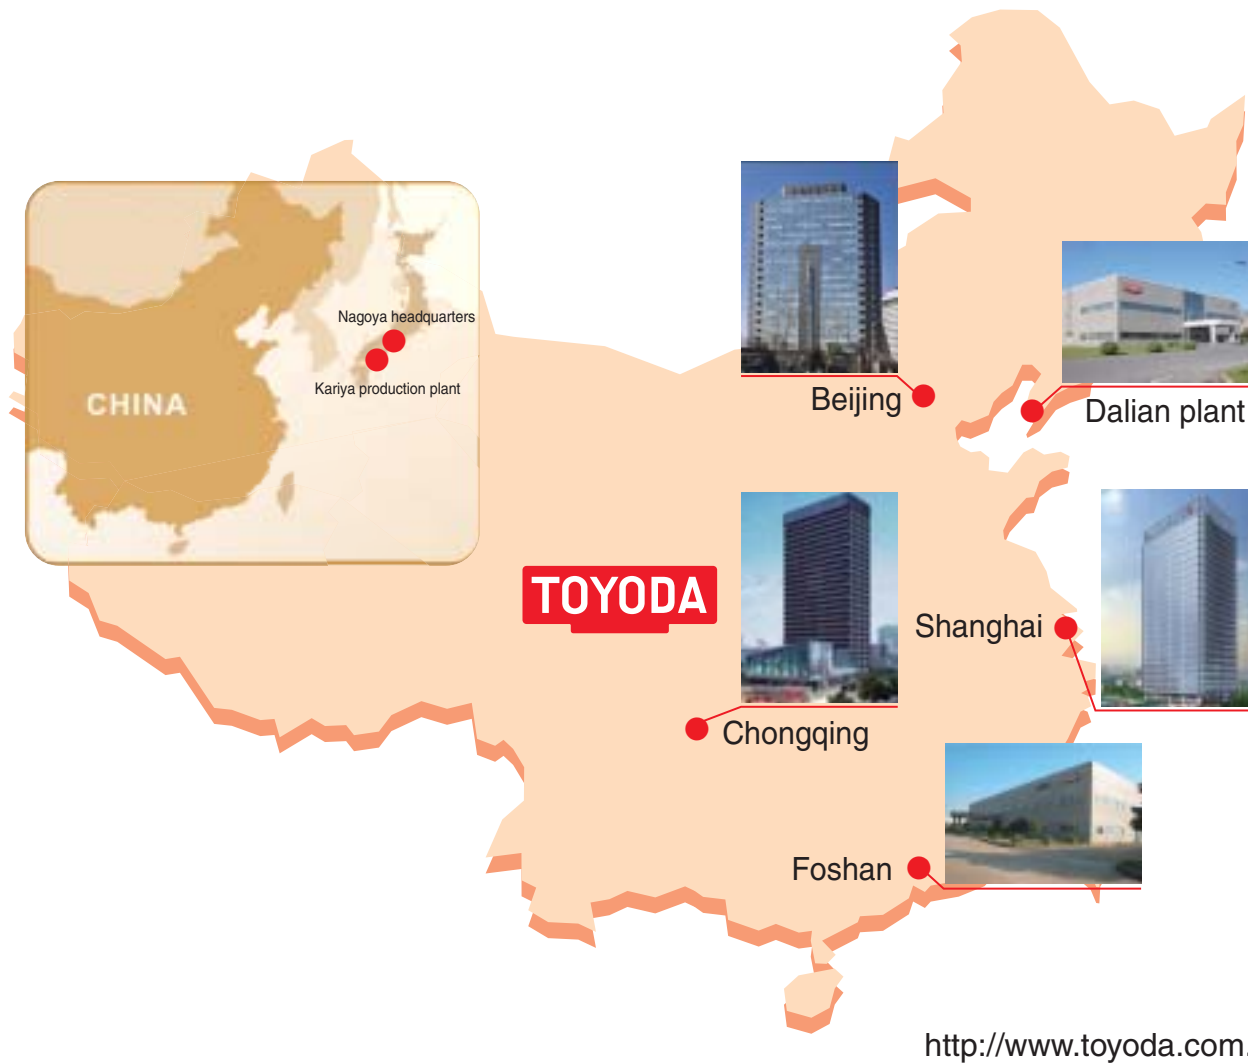 Nagoya headquarters
Kariya production plant
CHINA
Beijing
Dalian plant
TOYODA
Shanghai
Chongqing
Foshan
http://www.toyoda.com.